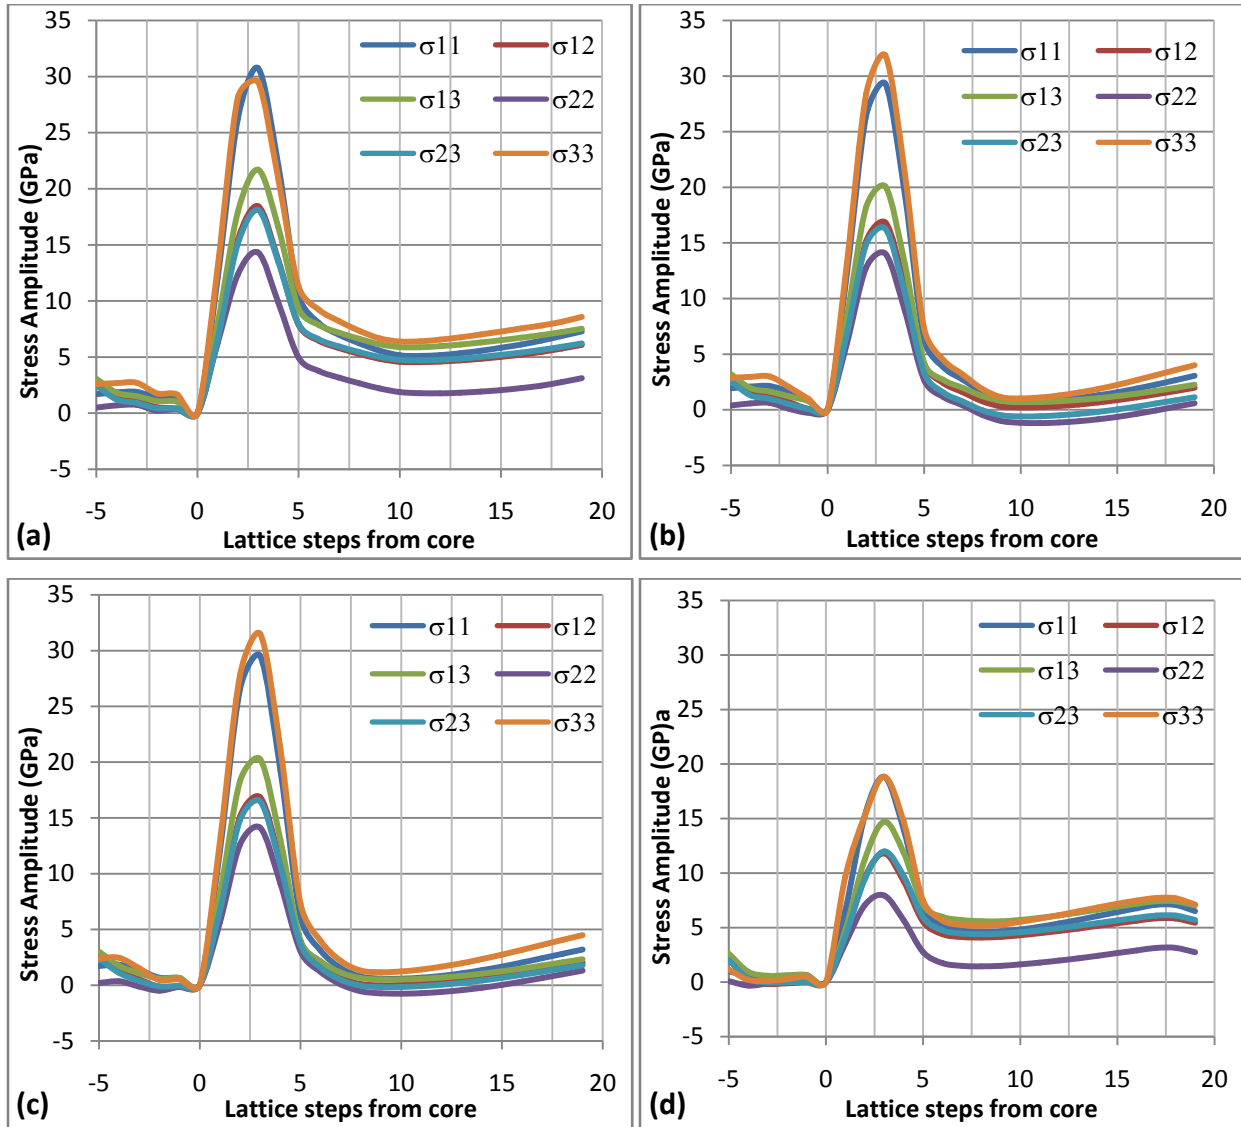 35
30
25
20
15
10
5
0
-5
Stress Amplitude (GPa)
σ11 σ12
σ13 σ22
σ23 σ33
-5 0 5 10 15 20
Lattice steps from core
(a)
35
30
25
20
15
10
5
0
-5
Stress Amplitude (GPa)
σ11 σ12
σ13 σ22
σ23 σ33
-5 0 5 10 15 20
Lattice steps from core
(b)
35
30
25
20
15
10
5
0
-5
Stress Amplitude (GPa)
σ11 σ12
σ13 σ22
σ23 σ33
-5 0 5 10 15 20
Lattice steps from core
(c)
35
30
25
20
15
10
5
0
-5
Stress Amplitude (GP)a
σ11 σ12
σ13 σ22
σ23 σ33
-5 0 5 10 15 20
Lattice steps from core
(d)